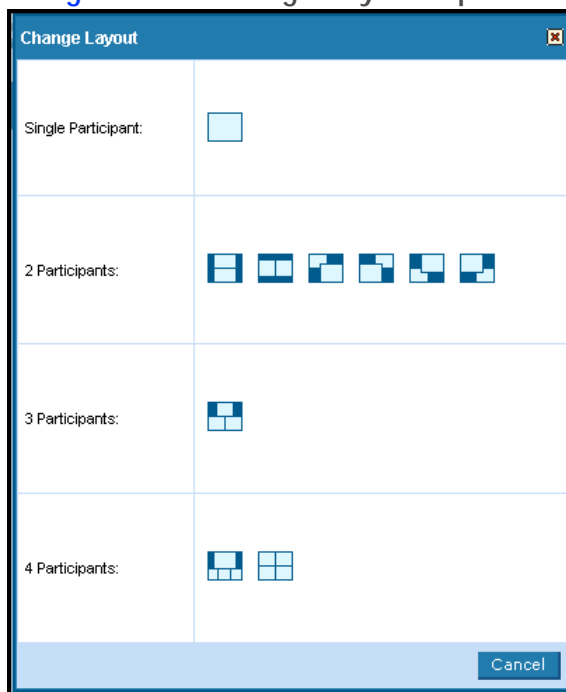 Change Layout
Single Participant:
2 Participants:
3 Participants:
4 Participants:
Cancel